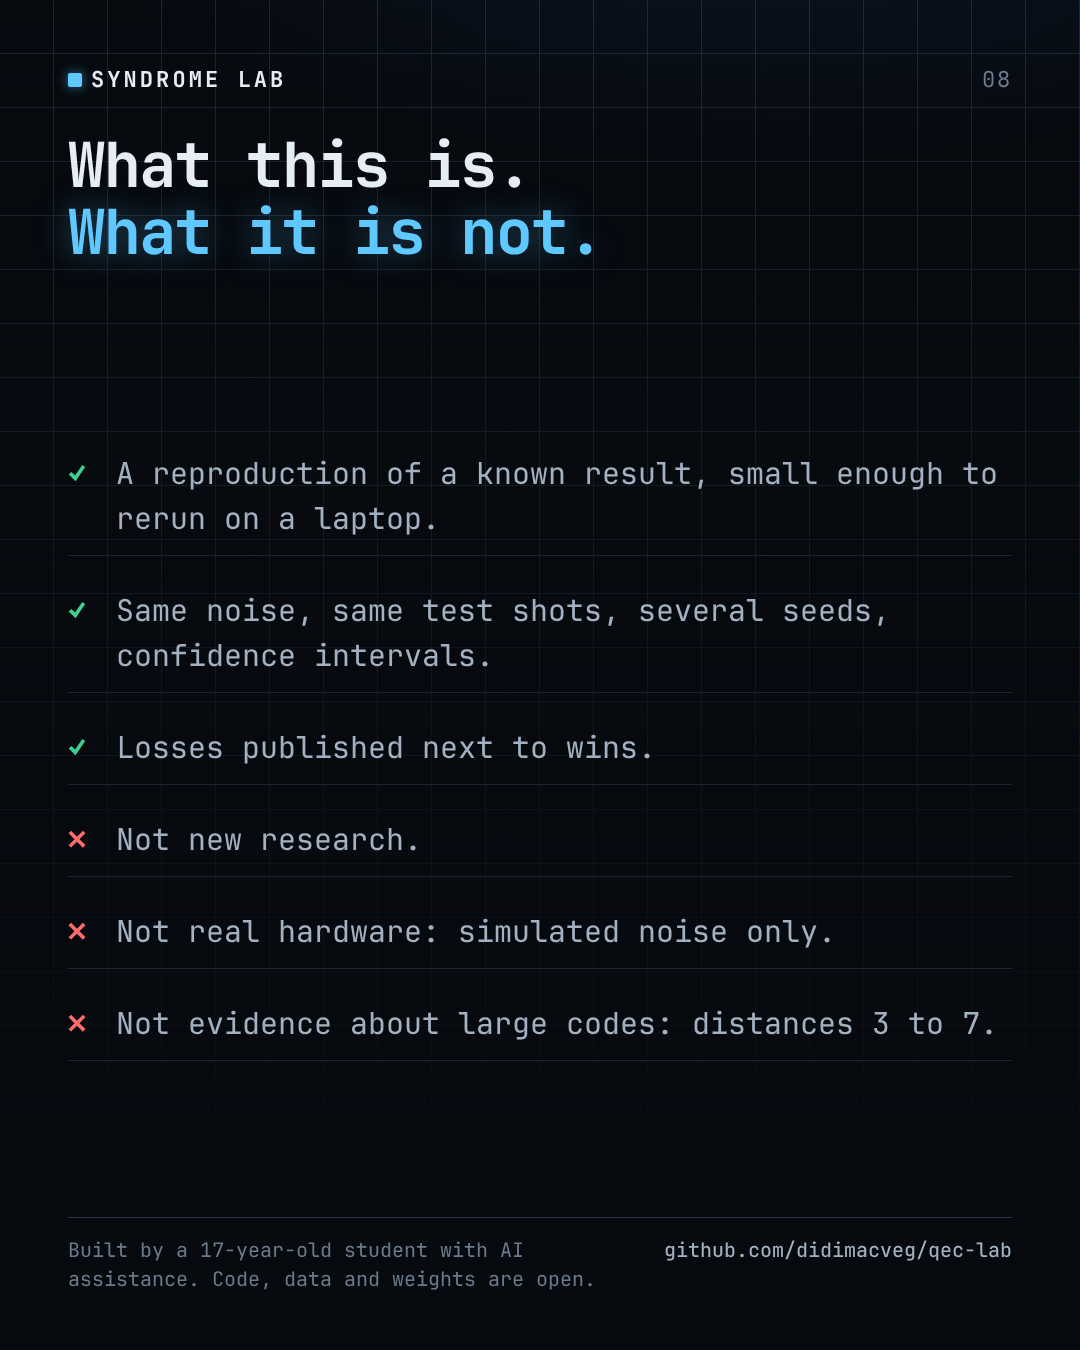 SYNDROME LAB
08
What this is.
What it is not.
A reproduction of a known result, small enough to
rerun on a laptop.
Same noise, same test shots, several seeds,
confidence intervals.
Losses published next to wins.
Not new research.
Not real hardware: simulated noise only.
Not evidence about large codes: distances 3 to 7.
Built by a 17-year-old student with AI
assistance. Code, data and weights are open.
github.com/didimacveg/qec-lab